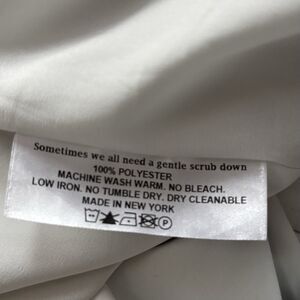 Sometimes we all need a gentle scrub down
100% POLYESTER
MACHINE WASH WARM. NO BLEACH.
LOW IRON. NO TUMBLE DRY. DRY CLEANABLE
MADE IN NEW YORK
P